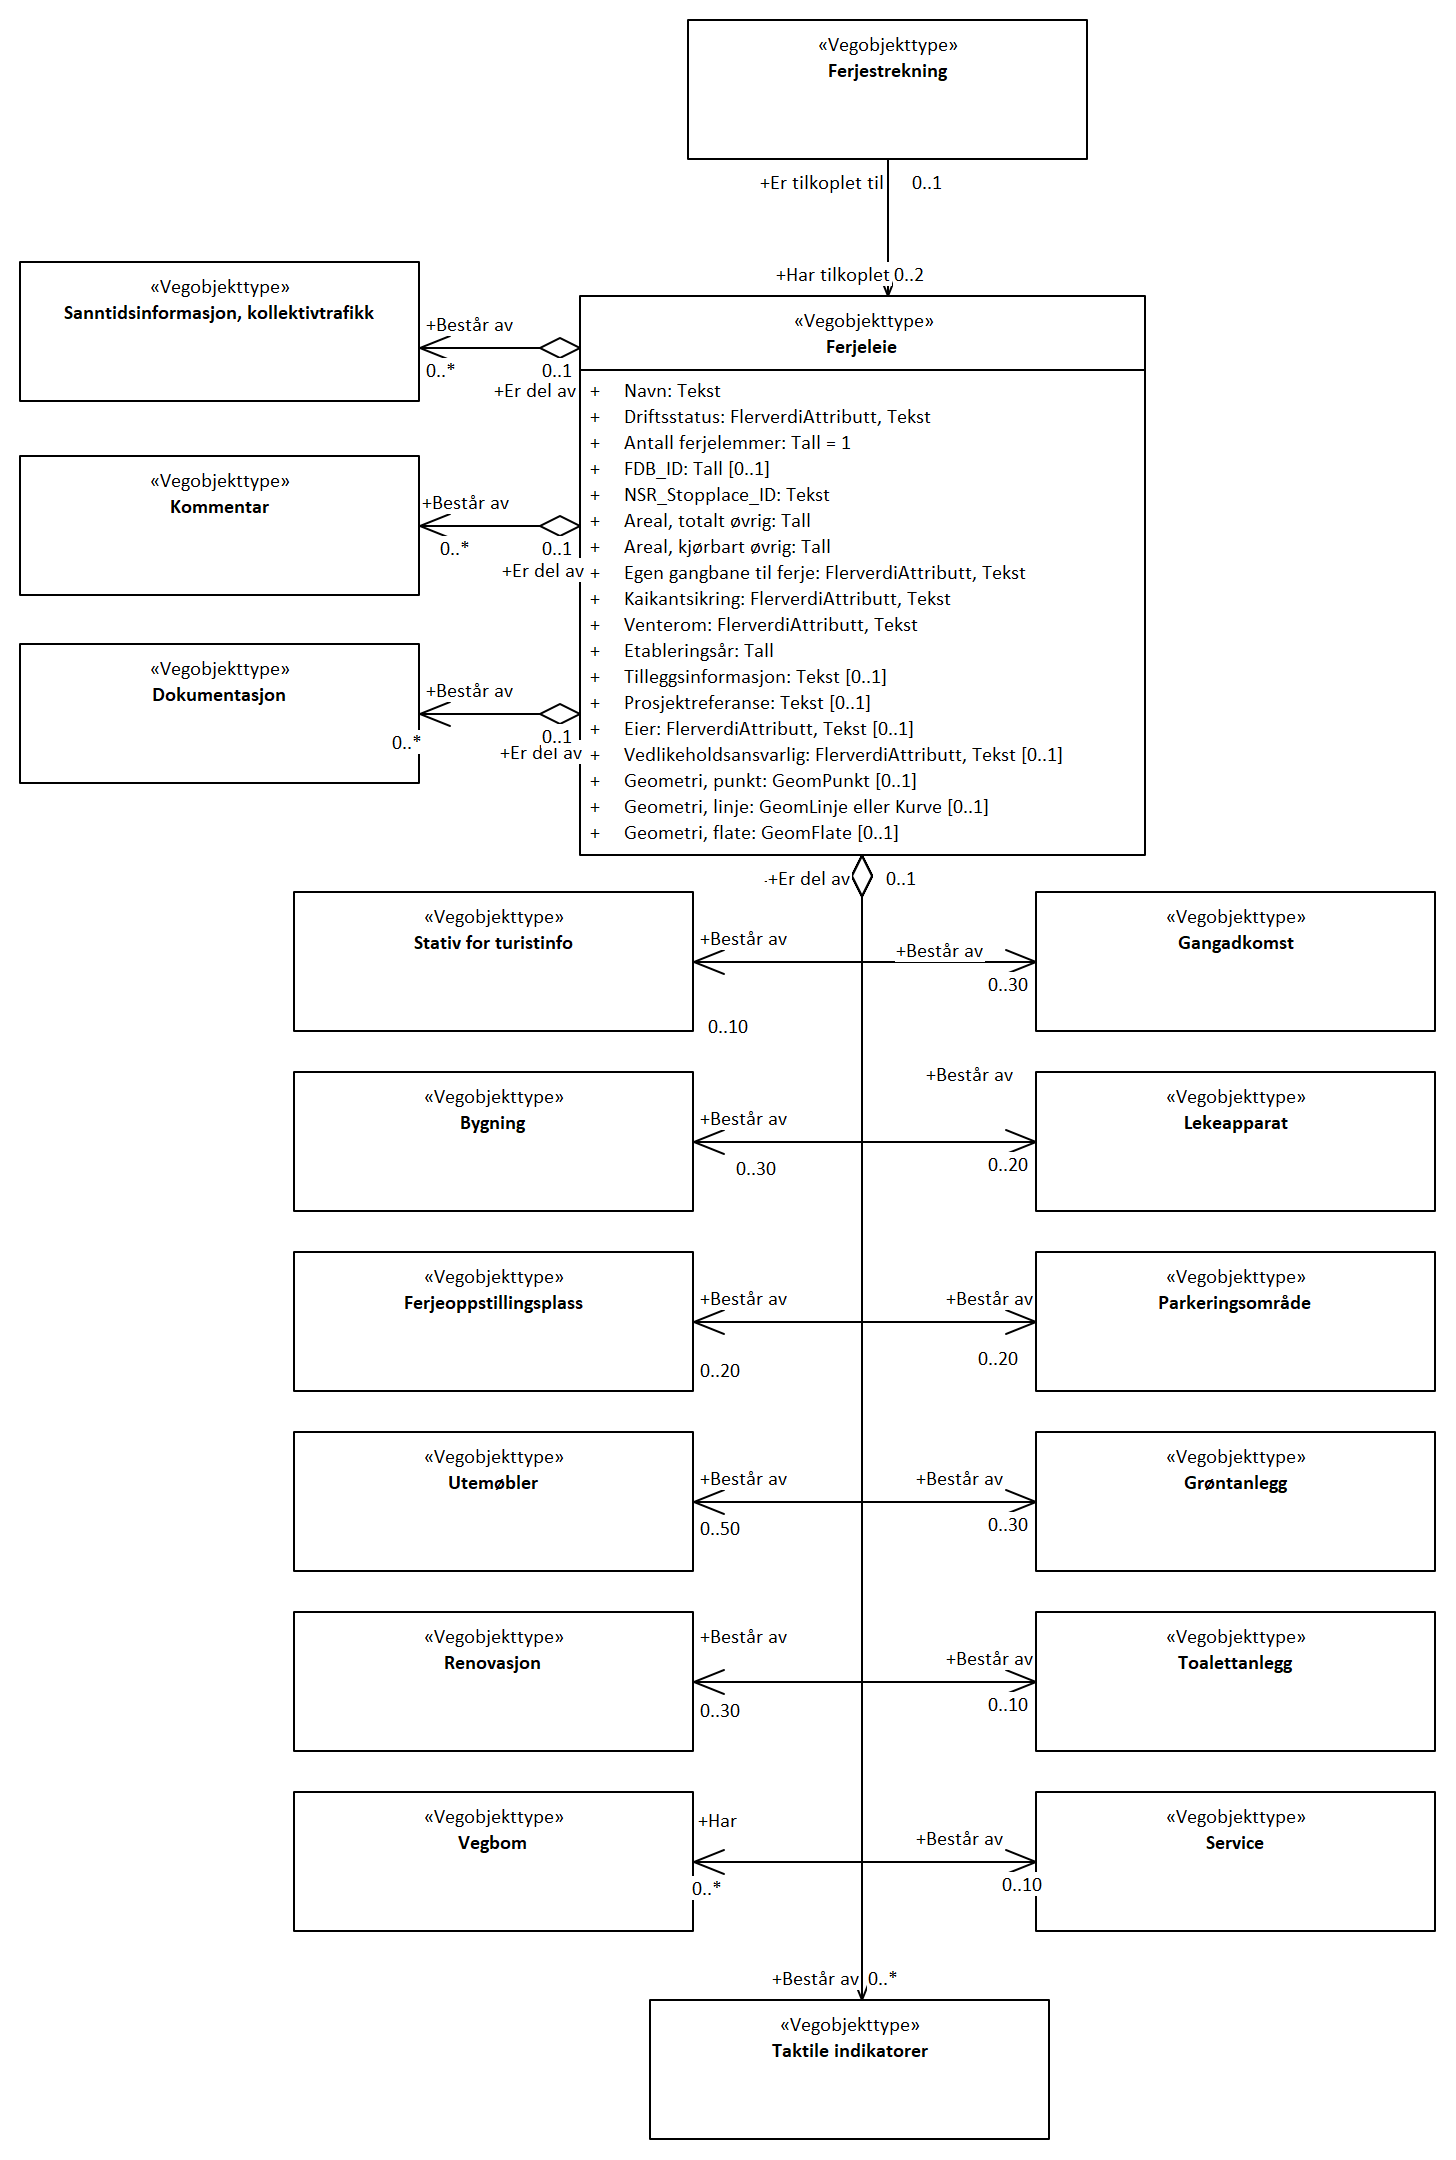 «Vegobjekttype»
Ferjestrekning
+Er tilkoplet til 0..1
+Har tilkoplet 0..2
«Vegobjekttype»
Sanntidsinformasjon, kollektivtrafikk
+Består av
0..*
0..1
+Er del av
«Vegobjekttype»
Kommentar
+Består av
0..*
0..1
+Er del av
«Vegobjekttype»
Dokumentasjon
+Består av
0..*
0..1
+Er del av
«Vegobjekttype»
Ferjeleie
+ Navn: Tekst
+ Driftsstatus: FlerverdiAttributt, Tekst
+ Antall ferjelemmer: Tall = 1
+ FDB_ID: Tall [0..1]
+ NSR_Stopplace_ID: Tekst
+ Areal, totalt øvrig: Tall
+ Areal, kjørbart øvrig: Tall
+ Egen gangbane til ferje: FlerverdiAttributt, Tekst
+ Kaikantsikring: FlerverdiAttributt, Tekst
+ Venterom: FlerverdiAttributt, Tekst
+ Etableringsår: Tall
+ Tilleggsinformasjon: Tekst [0..1]
+ Prosjektreferanse: Tekst [0..1]
+ Eier: FlerverdiAttributt, Tekst [0..1]
+ Vedlikeholdsansvarlig: FlerverdiAttributt, Tekst [0..1]
+ Geometri, punkt: GeomPunkt [0..1]
+ Geometri, linje: GeomLinje eller Kurve [0..1]
+ Geometri, flate: GeomFlate [0..1]
+Er del av 0..1
«Vegobjekttype»
Stativ for turistinfo
+Består av
0..10
«Vegobjekttype»
Gangadkomst
+Består av
0..30
«Vegobjekttype»
Bygning
+Består av
0..30
«Vegobjekttype»
Lekeapparat
+Består av
0..20
«Vegobjekttype»
Ferjeoppstillingsplass
+Består av
0..20
«Vegobjekttype»
Parkeringsområde
+Består av
0..20
«Vegobjekttype»
Utemøbler
+Består av
0..50
«Vegobjekttype»
Grøntanlegg
+Består av
0..30
«Vegobjekttype»
Renovasjon
+Består av
0..30
«Vegobjekttype»
Toalettanlegg
+Består av
0..10
«Vegobjekttype»
Vegbom
+Har
0..*
«Vegobjekttype»
Service
+Består av
0..10
+Består av 0..*
«Vegobjekttype»
Taktile indikatorer